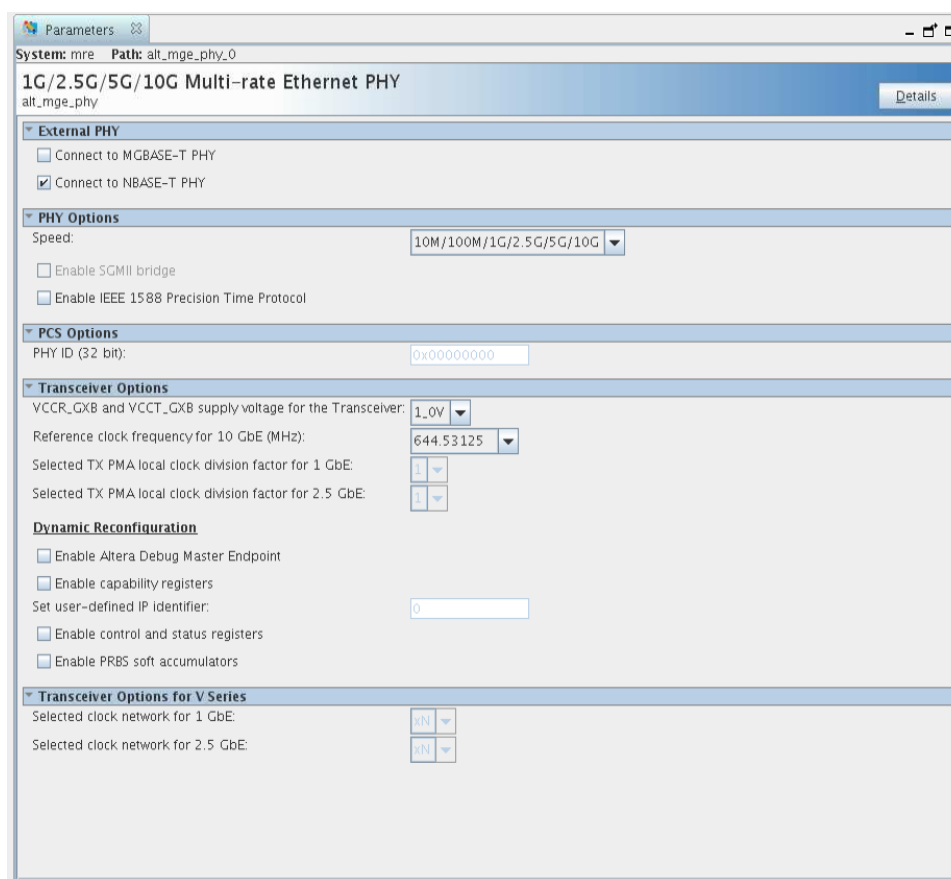 Parameters
System: mre Path: alt_mge_phy_0
1G/2.5G/5G/10G Multi-rate Ethernet PHY
alt_mge_phy
Details
External PHY
Connect to MGBASE-T PHY
Connect to NBASE-T PHY
PHY Options
Speed: 10M/100M/1G/2.5G/5G/10G
Enable SGMII bridge
Enable IEEE 1588 Precision Time Protocol
PCS Options
PHY ID (32 bit): 0x00000000
Transceiver Options
VCCR_GXB and VCCT_GXB supply voltage for the Transceiver: 1_0V
Reference clock frequency for 10 GbE (MHz): 644.53125
Selected TX PMA local clock division factor for 1 GbE: 1
Selected TX PMA local clock division factor for 2.5 GbE: 1
Dynamic Reconfiguration
Enable Altera Debug Master Endpoint
Enable capability registers
Set user-defined IP identifier: 0
Enable control and status registers
Enable PRBS soft accumulators
Transceiver Options for V Series
Selected clock network for 1 GbE: xN
Selected clock network for 2.5 GbE: xN